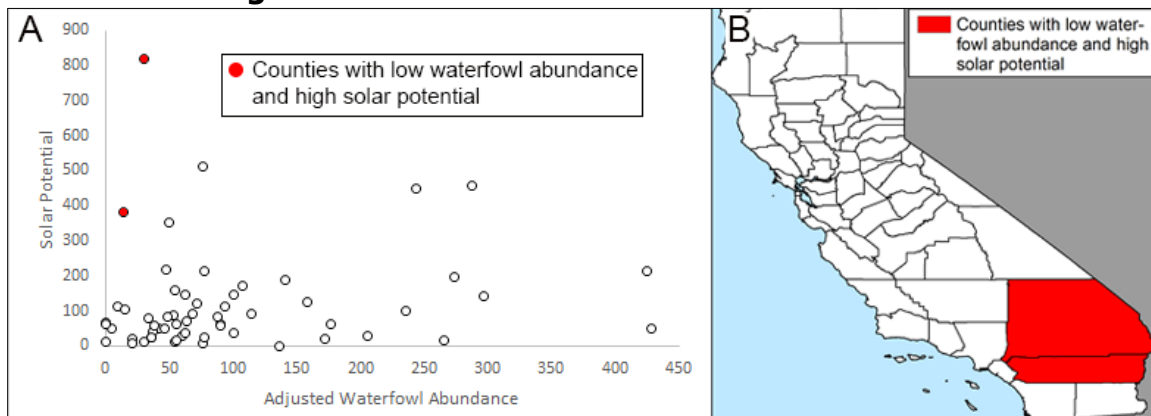 A
900
800
700
600
500
400
300
200
100
0
Solar Potential
Counties with low waterfowl abundance
and high solar potential
0 50 100 150 200 250 300 350 400 450
Adjusted Waterfowl Abundance
B
Counties with low water-
fowl abundance and high
solar potential